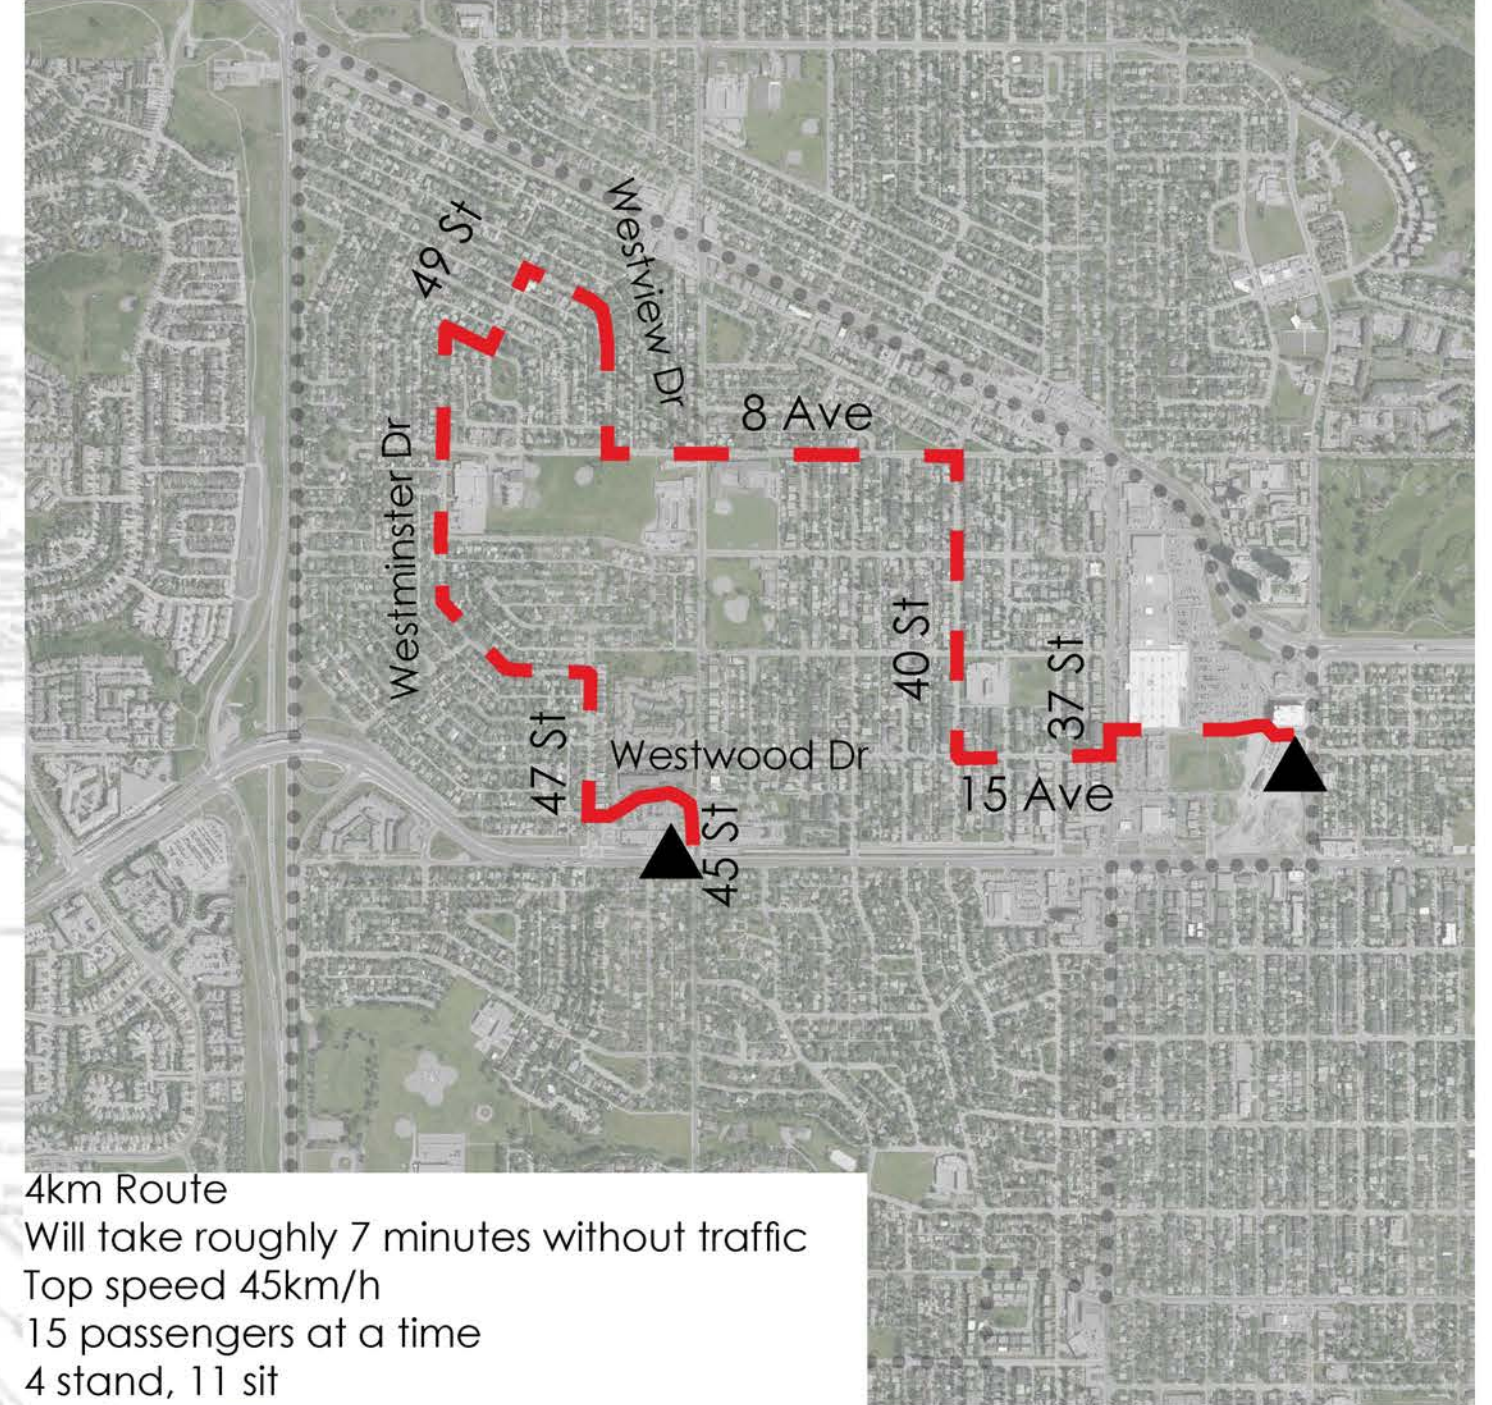 49 St
Westview Dr
8 Ave
Westminster Dr
40 St
37 St
47 St
Westwood Dr
15 Ave
45 St
4km Route
Will take roughly 7 minutes without traffic
Top speed 45km/h
15 passengers at a time
4 stand, 11 sit